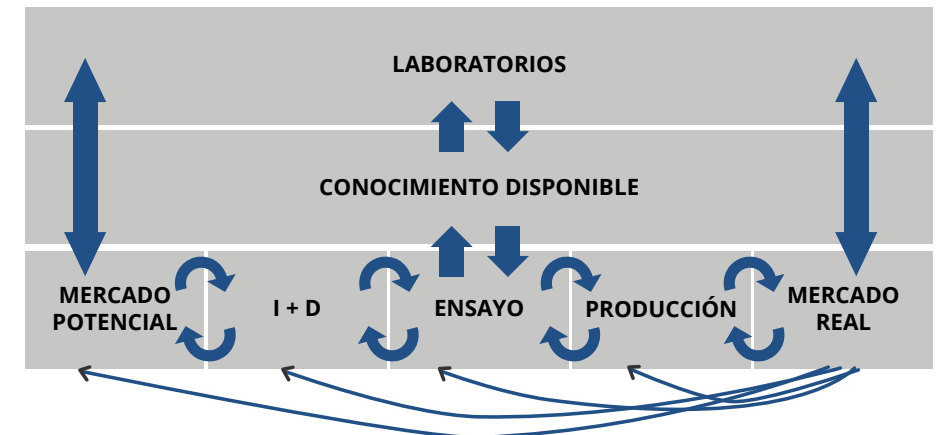 LABORATORIOS
CONOCIMIENTO DISPONIBLE
MERCADO
POTENCIAL
I + D
ENSAYO
PRODUCCIÓN
MERCADO
REAL